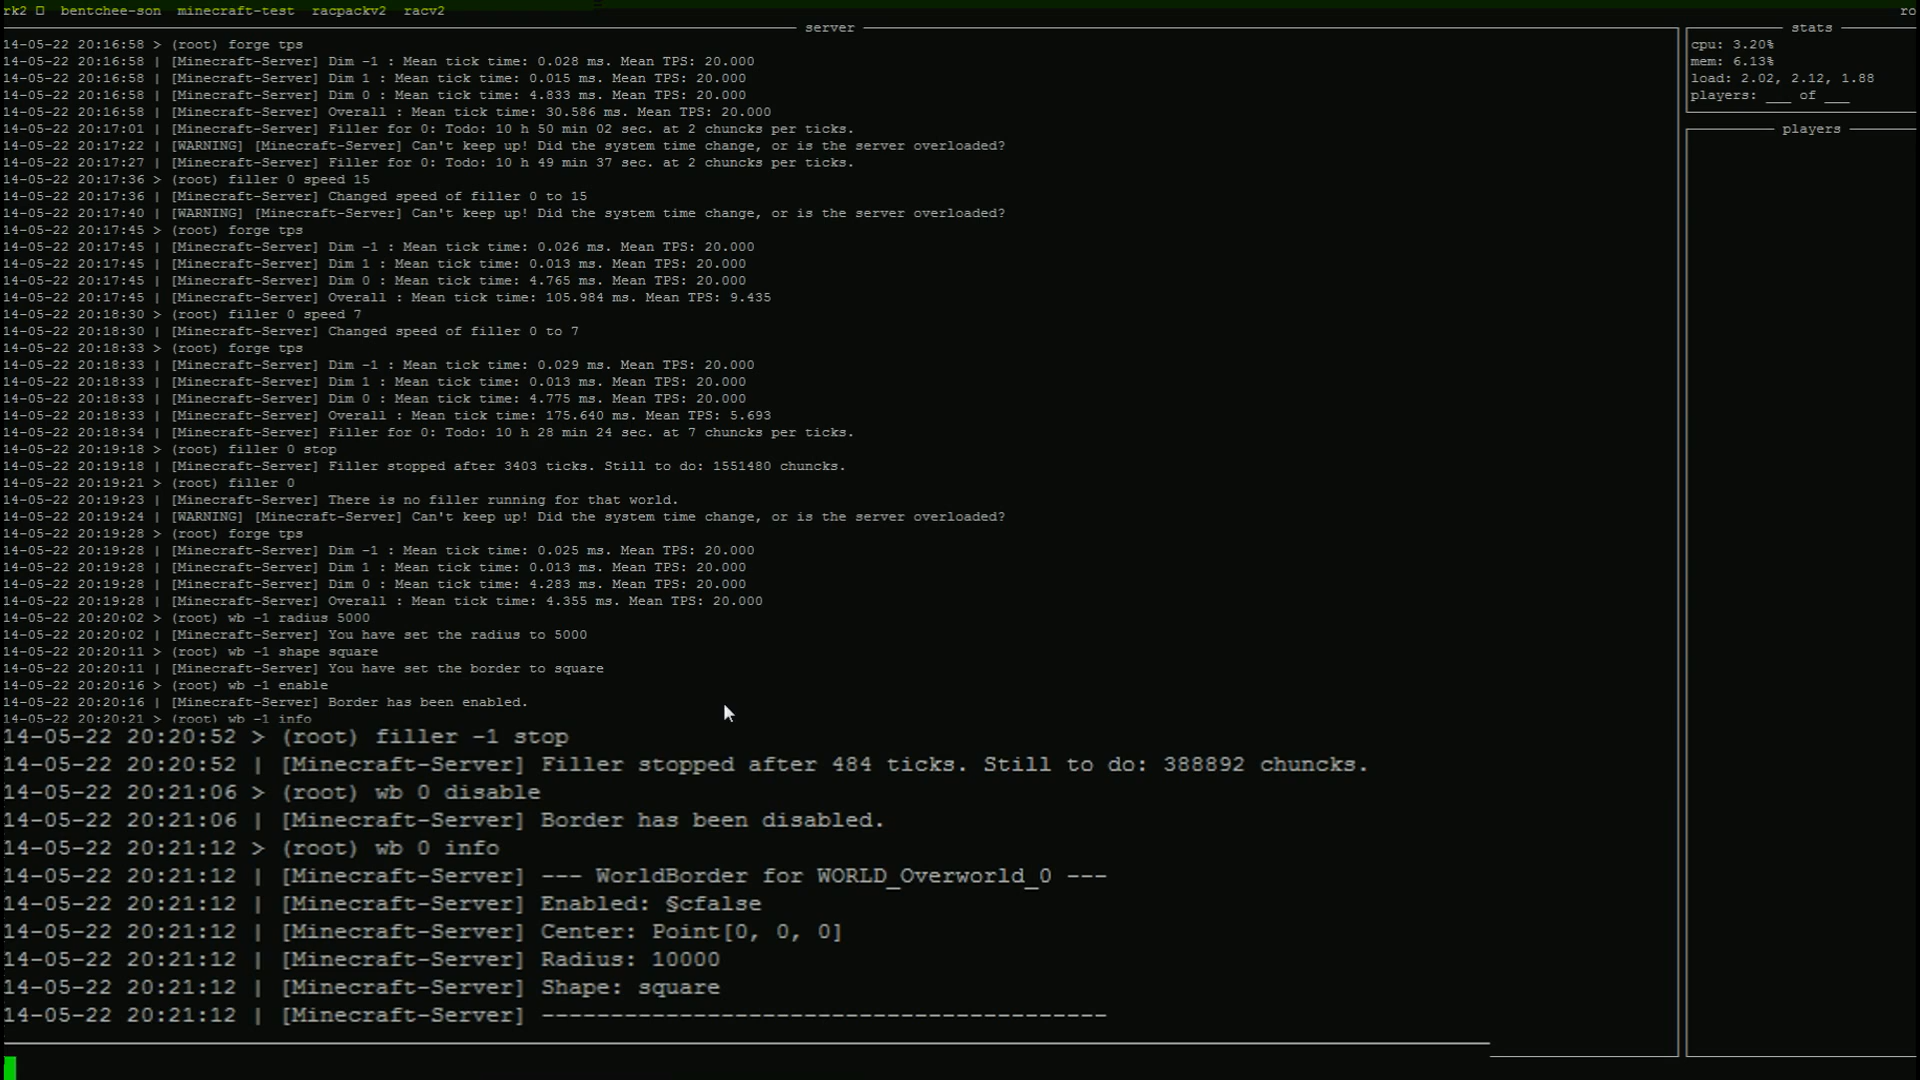 rk2 bentchee-son minecraft-test racpackv2 racv2 ro
server
14-05-22 20:16:58 > (root) forge tps
14-05-22 20:16:58 | [Minecraft-Server] Dim -1 : Mean tick time: 0.028 ms. Mean TPS: 20.000
14-05-22 20:16:58 | [Minecraft-Server] Dim 1 : Mean tick time: 0.015 ms. Mean TPS: 20.000
14-05-22 20:16:58 | [Minecraft-Server] Dim 0 : Mean tick time: 4.833 ms. Mean TPS: 20.000
14-05-22 20:16:58 | [Minecraft-Server] Overall : Mean tick time: 30.586 ms. Mean TPS: 20.000
14-05-22 20:17:01 | [Minecraft-Server] Filler for 0: Todo: 10 h 50 min 02 sec. at 2 chuncks per ticks.
14-05-22 20:17:22 | [WARNING] [Minecraft-Server] Can't keep up! Did the system time change, or is the server overloaded?
14-05-22 20:17:27 | [Minecraft-Server] Filler for 0: Todo: 10 h 49 min 37 sec. at 2 chuncks per ticks.
14-05-22 20:17:36 > (root) filler 0 speed 15
14-05-22 20:17:36 | [Minecraft-Server] Changed speed of filler 0 to 15
14-05-22 20:17:40 | [WARNING] [Minecraft-Server] Can't keep up! Did the system time change, or is the server overloaded?
14-05-22 20:17:45 > (root) forge tps
14-05-22 20:17:45 | [Minecraft-Server] Dim -1 : Mean tick time: 0.026 ms. Mean TPS: 20.000
14-05-22 20:17:45 | [Minecraft-Server] Dim 1 : Mean tick time: 0.013 ms. Mean TPS: 20.000
14-05-22 20:17:45 | [Minecraft-Server] Dim 0 : Mean tick time: 4.765 ms. Mean TPS: 20.000
14-05-22 20:17:45 | [Minecraft-Server] Overall : Mean tick time: 105.984 ms. Mean TPS: 9.435
14-05-22 20:18:30 > (root) filler 0 speed 7
14-05-22 20:18:30 | [Minecraft-Server] Changed speed of filler 0 to 7
14-05-22 20:18:33 > (root) forge tps
14-05-22 20:18:33 | [Minecraft-Server] Dim -1 : Mean tick time: 0.029 ms. Mean TPS: 20.000
14-05-22 20:18:33 | [Minecraft-Server] Dim 1 : Mean tick time: 0.013 ms. Mean TPS: 20.000
14-05-22 20:18:33 | [Minecraft-Server] Dim 0 : Mean tick time: 4.775 ms. Mean TPS: 20.000
14-05-22 20:18:33 | [Minecraft-Server] Overall : Mean tick time: 175.640 ms. Mean TPS: 5.693
14-05-22 20:18:34 | [Minecraft-Server] Filler for 0: Todo: 10 h 28 min 24 sec. at 7 chuncks per ticks.
14-05-22 20:19:18 > (root) filler 0 stop
14-05-22 20:19:18 | [Minecraft-Server] Filler stopped after 3403 ticks. Still to do: 1551480 chuncks.
14-05-22 20:19:21 > (root) filler 0
14-05-22 20:19:23 | [Minecraft-Server] There is no filler running for that world.
14-05-22 20:19:24 | [WARNING] [Minecraft-Server] Can't keep up! Did the system time change, or is the server overloaded?
14-05-22 20:19:28 > (root) forge tps
14-05-22 20:19:28 | [Minecraft-Server] Dim -1 : Mean tick time: 0.025 ms. Mean TPS: 20.000
14-05-22 20:19:28 | [Minecraft-Server] Dim 1 : Mean tick time: 0.013 ms. Mean TPS: 20.000
14-05-22 20:19:28 | [Minecraft-Server] Dim 0 : Mean tick time: 4.283 ms. Mean TPS: 20.000
14-05-22 20:19:28 | [Minecraft-Server] Overall : Mean tick time: 4.355 ms. Mean TPS: 20.000
14-05-22 20:20:02 > (root) wb -1 radius 5000
14-05-22 20:20:02 | [Minecraft-Server] You have set the radius to 5000
14-05-22 20:20:11 > (root) wb -1 shape square
14-05-22 20:20:11 | [Minecraft-Server] You have set the border to square
14-05-22 20:20:16 > (root) wb -1 enable
14-05-22 20:20:16 | [Minecraft-Server] Border has been enabled.
14-05-22 20:20:21 > (root) wb -1 info
14-05-22 20:20:52 > (root) filler -1 stop
14-05-22 20:20:52 | [Minecraft-Server] Filler stopped after 484 ticks. Still to do: 388892 chuncks.
14-05-22 20:21:06 > (root) wb 0 disable
14-05-22 20:21:06 | [Minecraft-Server] Border has been disabled.
14-05-22 20:21:12 > (root) wb 0 info
14-05-22 20:21:12 | [Minecraft-Server] --- WorldBorder for WORLD_Overworld_0 ---
14-05-22 20:21:12 | [Minecraft-Server] Enabled: §cfalse
14-05-22 20:21:12 | [Minecraft-Server] Center: Point[0, 0, 0]
14-05-22 20:21:12 | [Minecraft-Server] Radius: 10000
14-05-22 20:21:12 | [Minecraft-Server] Shape: square
14-05-22 20:21:12 | [Minecraft-Server] -----------------------------------------
stats
cpu: 3.20%
mem: 6.13%
load: 2.02, 2.12, 1.88
players: ___ of ___
players